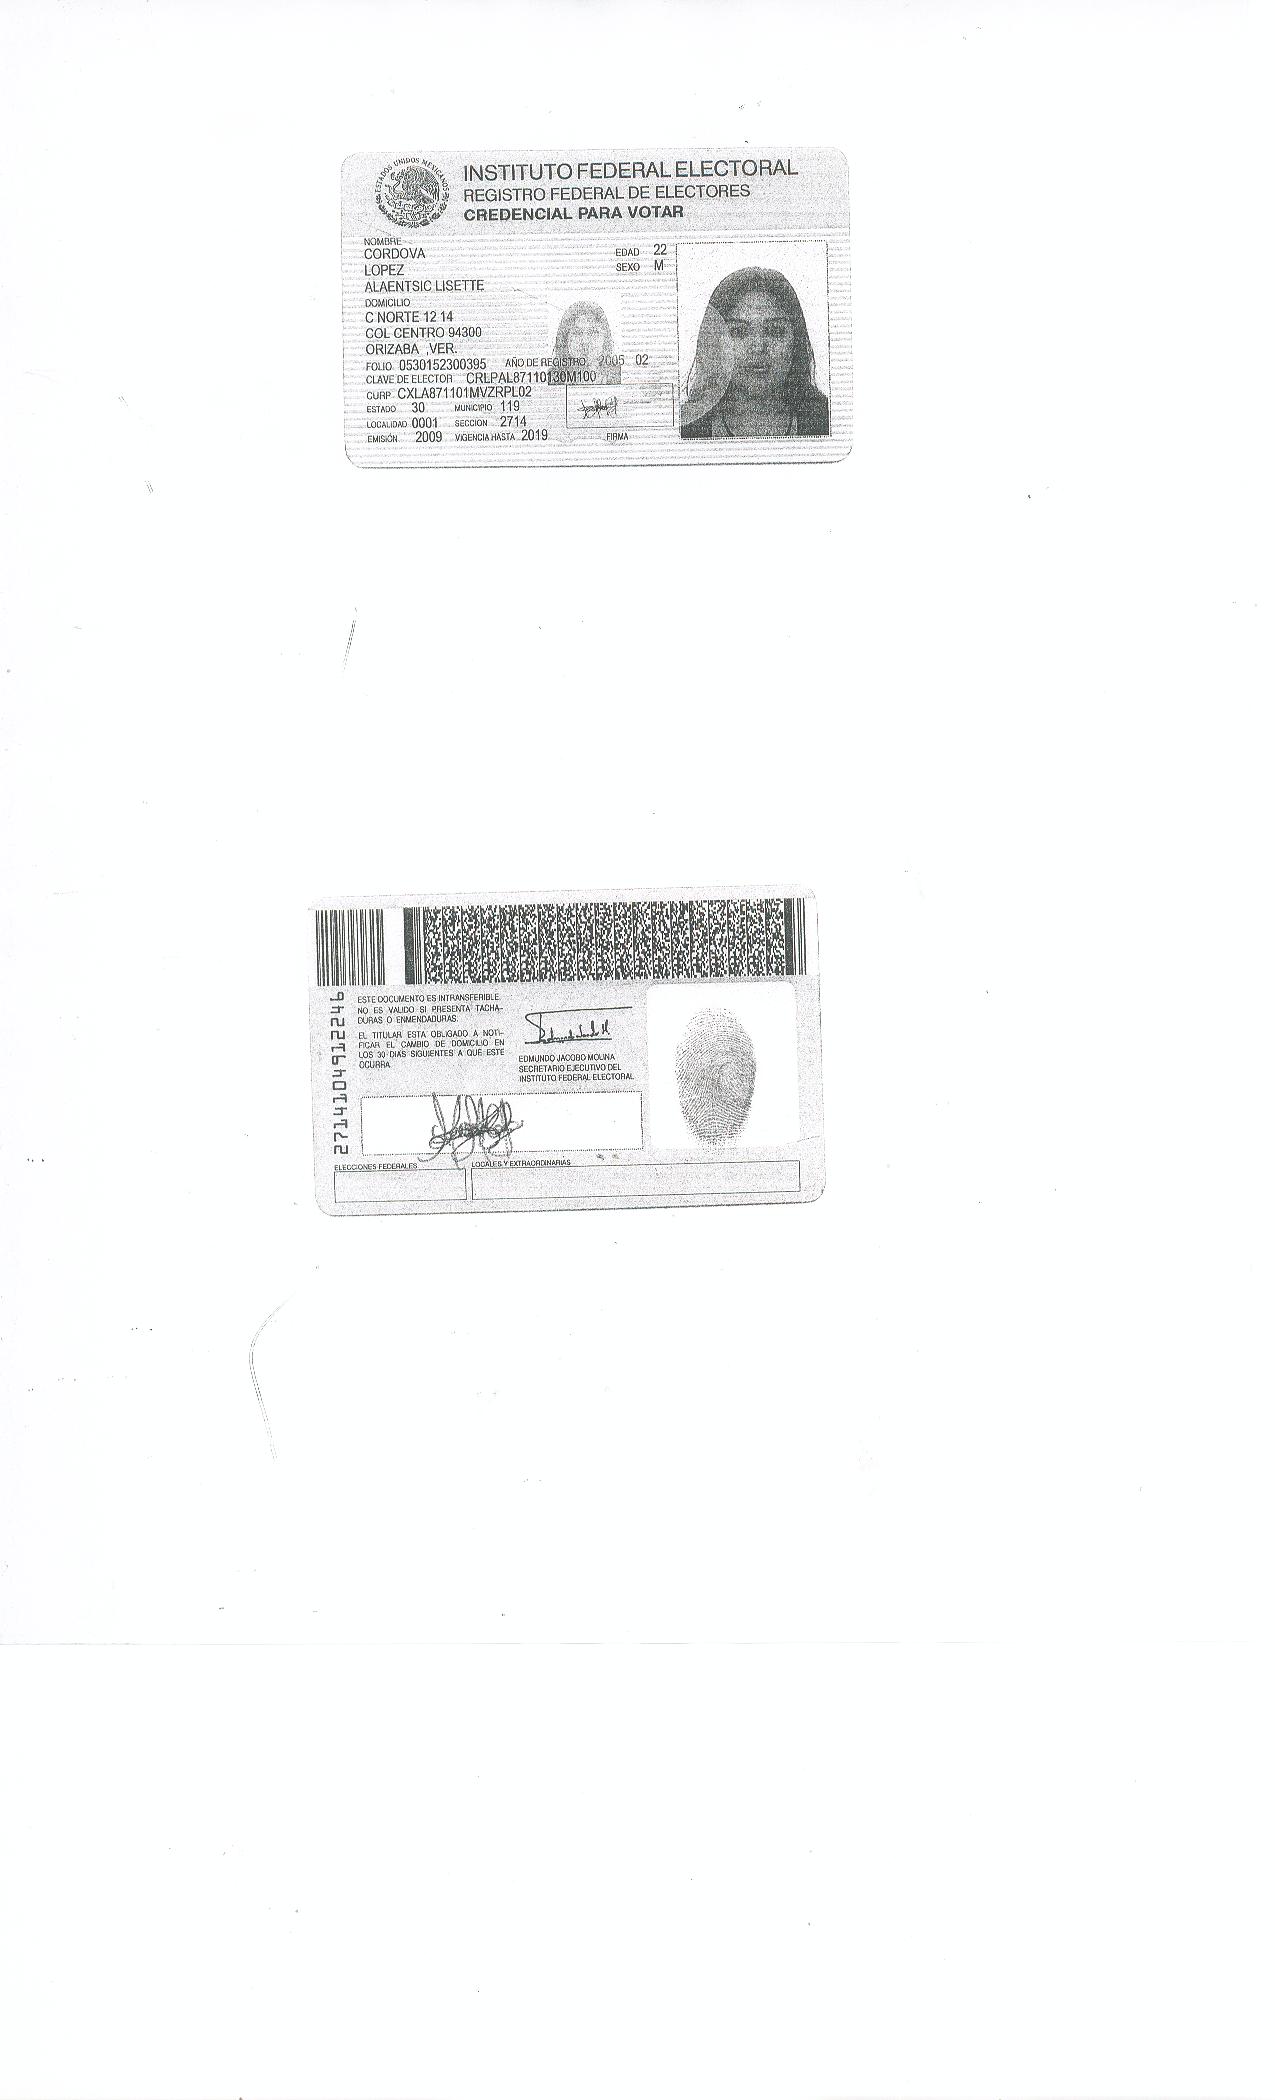 ESTADOS UNIDOS MEXICANOS
INSTITUTO FEDERAL ELECTORAL
REGISTRO FEDERAL DE ELECTORES
CREDENCIAL PARA VOTAR
NOMBRE
CORDOVA
LOPEZ
ALAENTSIC LISETTE
EDAD 22
SEXO M
DOMICILIO
C NORTE 12 14
COL CENTRO 94300
ORIZABA ,VER.
FOLIO 0530152300395 AÑO DE REGISTRO 2005 02
CLAVE DE ELECTOR CRLPAL87110130M100
CURP CXLA871101MVZRPL02
ESTADO 30 MUNICIPIO 119
LOCALIDAD 0001 SECCION 2714
EMISIÓN 2009 VIGENCIA HASTA 2019 FIRMA
2714104912246
ESTE DOCUMENTO ES INTRANSFERIBLE.
NO ES VALIDO SI PRESENTA TACHA-
DURAS O ENMENDADURAS.
EL TITULAR ESTA OBLIGADO A NOTI-
FICAR EL CAMBIO DE DOMICILIO EN
LOS 30 DIAS SIGUIENTES A QUE ESTE
OCURRA.
EDMUNDO JACOBO MOLINA
SECRETARIO EJECUTIVO DEL
INSTITUTO FEDERAL ELECTORAL
ELECCIONES FEDERALES LOCALES Y EXTRAORDINARIAS